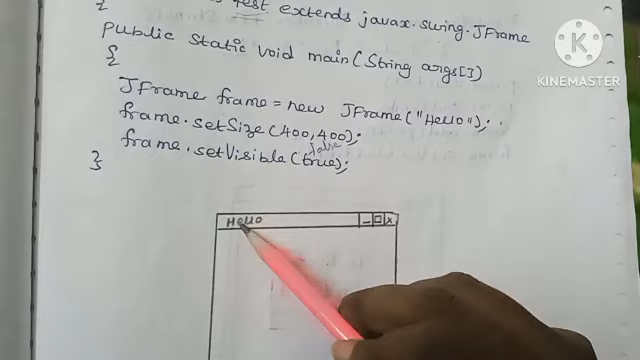 {
test extends javax.swing.JFrame
public static void main(String args[])
{
JFrame frame = new JFrame("Hello");
frame.setSize(400,400);
false
frame.setVisible(true);
}
Hello
K
KINEMASTER